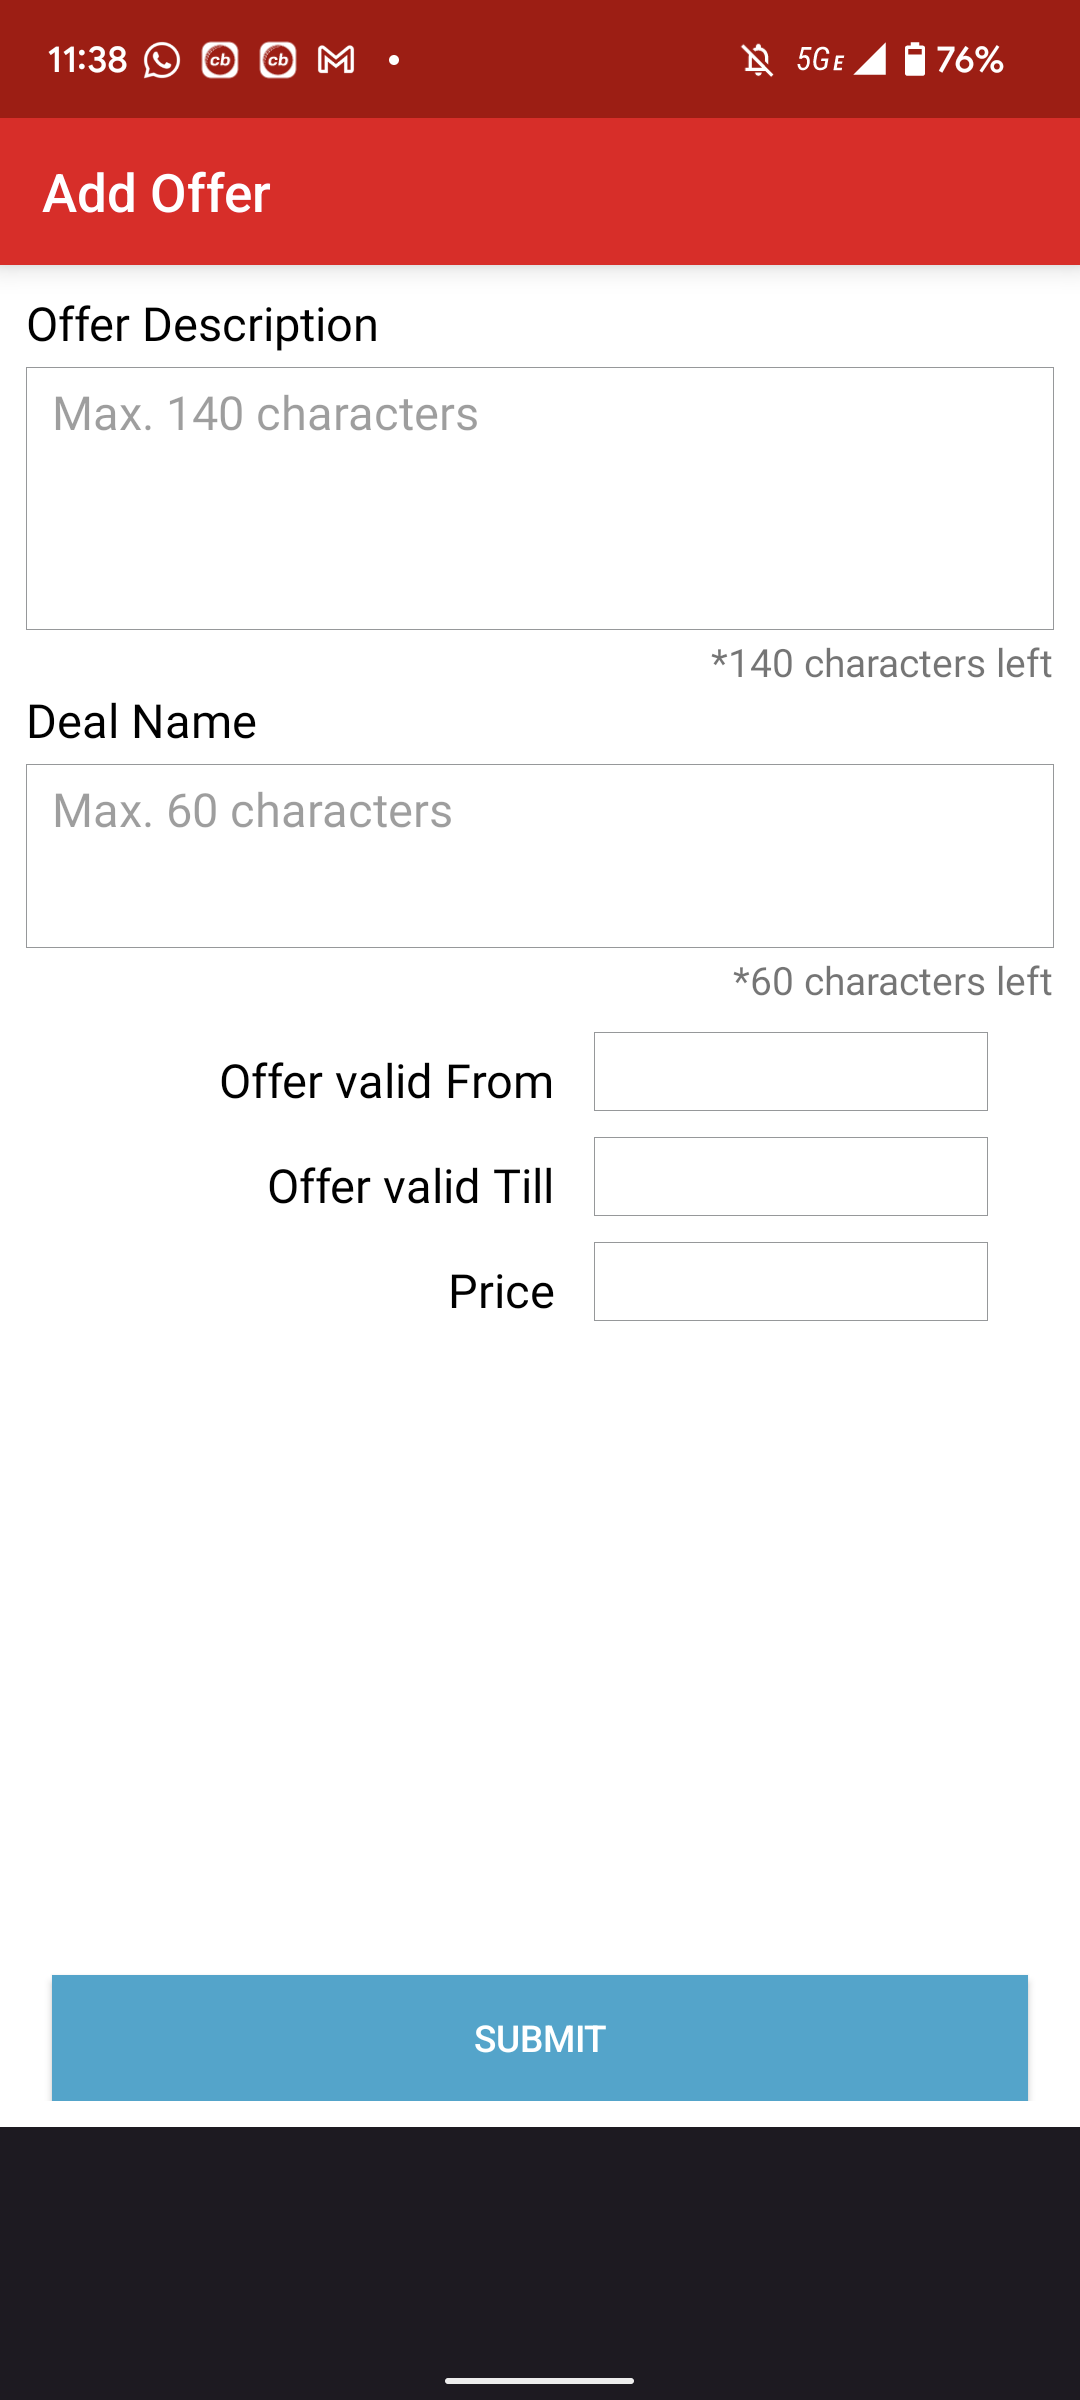 11:38 cb cb 5GE 76%
Add Offer
Offer Description
Max. 140 characters
*140 characters left
Deal Name
Max. 60 characters
*60 characters left
Offer valid From
Offer valid Till
Price
SUBMIT